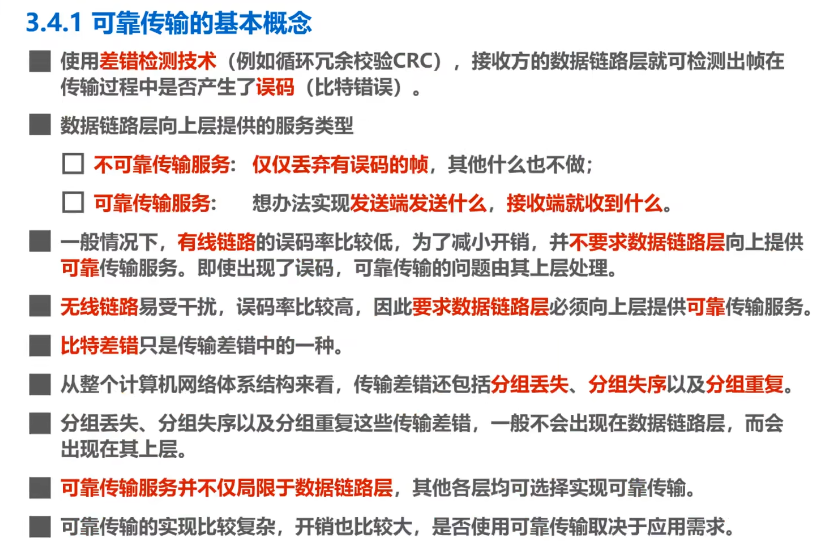 3.4.1 可靠传输的基本概念
使用差错检测技术（例如循环冗余校验CRC），接收方的数据链路层就可检测出帧在
传输过程中是否产生了误码（比特错误）。
数据链路层向上层提供的服务类型
不可靠传输服务：仅仅丢弃有误码的帧，其他什么也不做；
可靠传输服务：想办法实现发送端发送什么，接收端就收到什么。
一般情况下，有线链路的误码率比较低，为了减小开销，并不要求数据链路层向上提供
可靠传输服务。即使出现了误码，可靠传输的问题由其上层处理。
无线链路易受干扰，误码率比较高，因此要求数据链路层必须向上层提供可靠传输服务。
比特差错只是传输差错中的一种。
从整个计算机网络体系结构来看，传输差错还包括分组丢失、分组失序以及分组重复。
分组丢失、分组失序以及分组重复这些传输差错，一般不会出现在数据链路层，而会
出现在其上层。
可靠传输服务并不仅局限于数据链路层，其他各层均可选择实现可靠传输。
可靠传输的实现比较复杂，开销也比较大，是否使用可靠传输取决于应用需求。